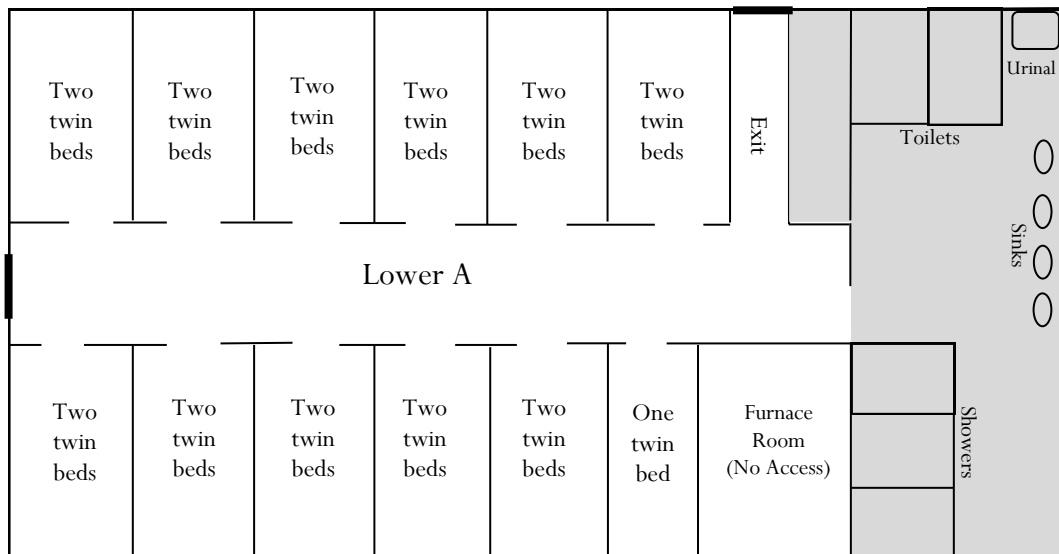 Two
twin
beds
Two
twin
beds
Two
twin
beds
Two
twin
beds
Two
twin
beds
Two
twin
beds
Exit
Toilets
Urinal
Sinks
Lower A
Two
twin
beds
Two
twin
beds
Two
twin
beds
Two
twin
beds
Two
twin
beds
One
twin
bed
Furnace
Room
(No Access)
Showers